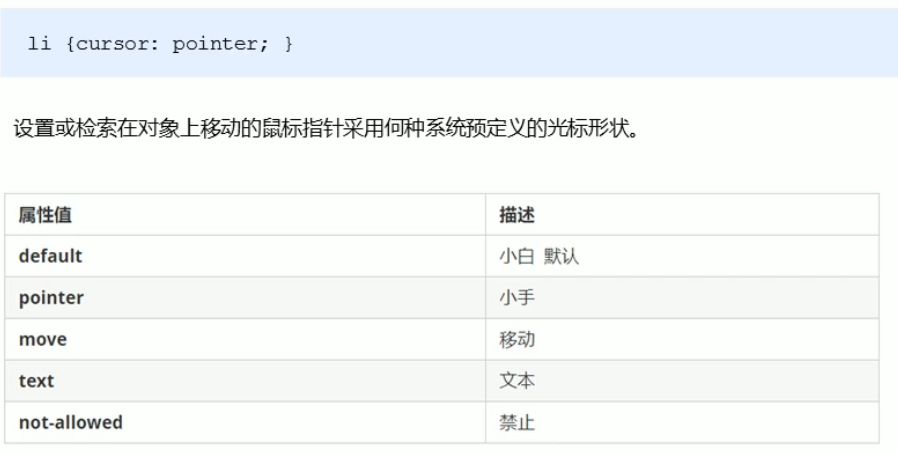 li {cursor: pointer; }
设置或检索在对象上移动的鼠标指针采用何种系统预定义的光标形状。
属性值 描述
default 小白 默认
pointer 小手
move 移动
text 文本
not-allowed 禁止